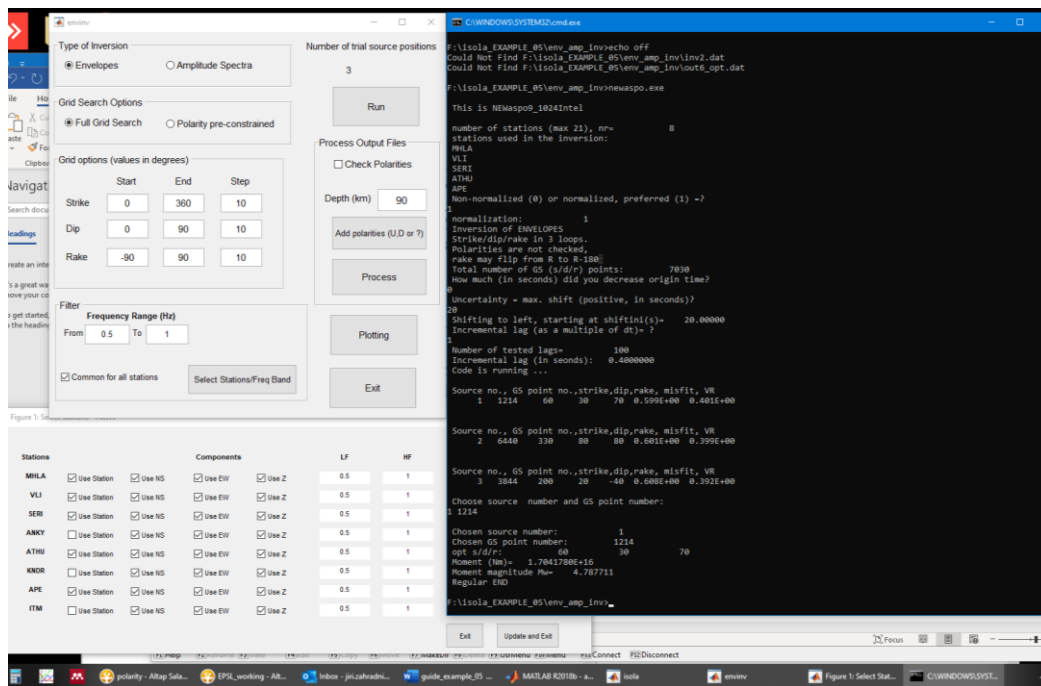 envinv
Type of Inversion
Envelopes
Amplitude Spectra
Number of trial source positions
3
Grid Search Options
Full Grid Search
Polarity pre-constrained
Run
Process Output Files
Check Polarities
Grid options (values in degrees)
Start End Step
Strike 0 360 10
Dip 0 90 10
Rake -90 90 10
Depth (km) 90
Add polarities (U,D or ?)
Process
Filter
Frequency Range (Hz)
From 0.5 To 1
Common for all stations
Select Stations/Freq Band
Plotting
Exit
Stations Components LF HF
MHLA Use Station Use NS Use EW Use Z 0.5 1
VLI Use Station Use NS Use EW Use Z 0.5 1
SERI Use Station Use NS Use EW Use Z 0.5 1
ANKY Use Station Use NS Use EW Use Z 0.5 1
ATHU Use Station Use NS Use EW Use Z 0.5 1
KNDR Use Station Use NS Use EW Use Z 0.5 1
APE Use Station Use NS Use EW Use Z 0.5 1
ITM Use Station Use NS Use EW Use Z 0.5 1
Exit
Update and Exit
C:\WINDOWS\SYSTEM32\cmd.exe
F:\isola_EXAMPLE_05\env_amp_inv>echo off
Could Not Find F:\isola_EXAMPLE_05\env_amp_inv\inv2.dat
Could Not Find F:\isola_EXAMPLE_05\env_amp_inv\out6_opt.dat
F:\isola_EXAMPLE_05\env_amp_inv>newaspo.exe
This is NEWaspo9_1024Intel
number of stations (max 21), nr= 8
stations used in the inversion:
MHLA
VLI
SERI
ATHU
APE
Non-normalized (0) or normalized, preferred (1) =?
1
normalization: 1
Inversion of ENVELOPES
Strike/dip/rake in 3 loops.
Polarities are not checked,
rake may flip from R to R-180
Total number of GS (s/d/r) points: 7030
How much (in seconds) did you decrease origin time?
0
Uncertainty = max. shift (positive, in seconds)?
20
Shifting to left, starting at shiftini(s)= 20.00000
Incremental lag (as a multiple of dt)= ?
1
Number of tested lags= 100
Incremental lag (in seonds): 0.4000000
Code is running ...
Source no., GS point no.,strike,dip,rake, misfit, VR
1 1214 60 30 70 0.599E+00 0.401E+00
Source no., GS point no.,strike,dip,rake, misfit, VR
2 6440 330 80 80 0.601E+00 0.399E+00
Source no., GS point no.,strike,dip,rake, misfit, VR
3 3844 200 20 -40 0.608E+00 0.392E+00
Choose source number and GS point number:
1 1214
Chosen source number: 1
Chosen GS point number: 1214
opt s/d/r: 60 30 70
Moment (Nm)= 1.7041780E+16
Moment magnitude Mw= 4.787711
Regular END
F:\isola_EXAMPLE_05\env_amp_inv>_
Focus
Connect F12Disconnect
polarity - Altap Sala...
EPSL_working - Alt...
Inbox - jiri.zahradni...
guide_example_05 ...
MATLAB R2018b - a...
isola
envinv
Figure 1: Select Stat...
C:\WINDOWS\SYST...